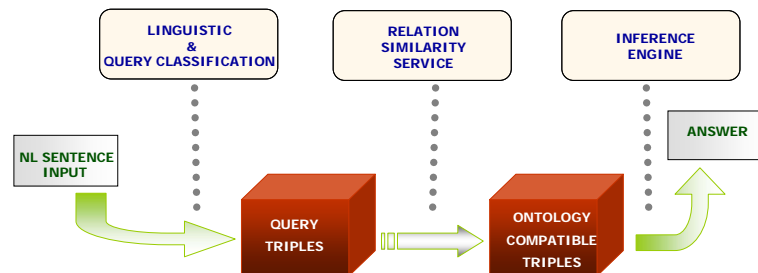 LINGUISTIC
&
QUERY CLASSIFICATION
RELATION
SIMILARITY
SERVICE
INFERENCE
ENGINE
NL SENTENCE
INPUT
QUERY
TRIPLES
ONTOLOGY
COMPATIBLE
TRIPLES
ANSWER